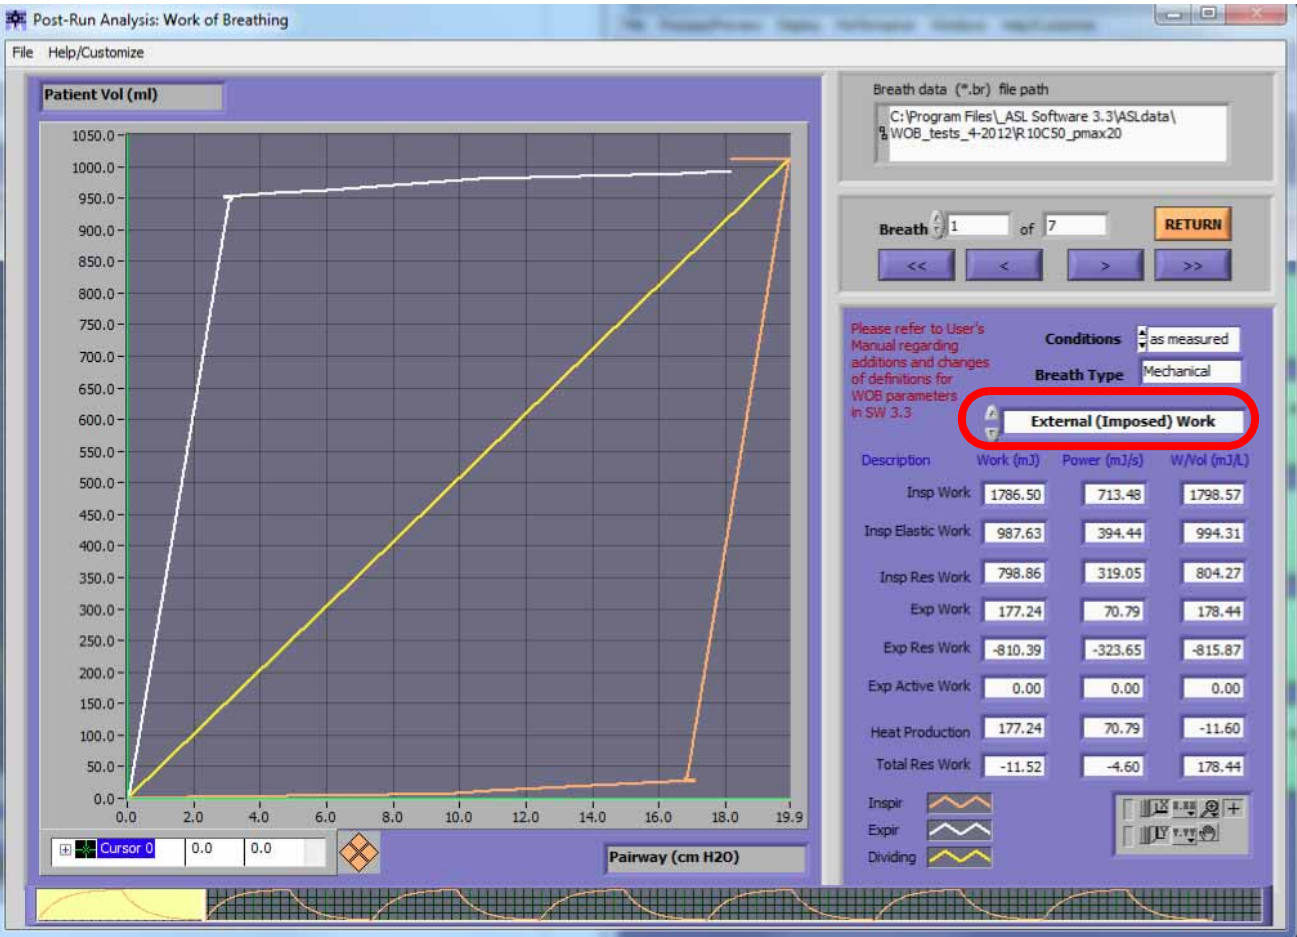 Post-Run Analysis: Work of Breathing
File Help/Customize
Patient Vol (ml)
1050.0
1000.0
950.0
900.0
850.0
800.0
750.0
700.0
650.0
600.0
550.0
500.0
450.0
400.0
350.0
300.0
250.0
200.0
150.0
100.0
50.0
0.0
0.0 2.0 4.0 6.0 8.0 10.0 12.0 14.0 16.0 18.0 19.9
Cursor 0 0.0 0.0
Pairway (cm H2O)
Breath data (*.br) file path
C:\Program Files\_ASL Software 3.3\ASLdata\
WOB_tests_4-2012\R10C50_pmax20
Breath 1 of 7 RETURN
<< < > >>
Please refer to User's
Manual regarding
additions and changes
of definitions for
WOB parameters
in SW 3.3
Conditions as measured
Breath Type Mechanical
External (Imposed) Work
Description Work (mJ) Power (mJ/s) W/Vol (mJ/L)
Insp Work 1786.50 713.48 1798.57
Insp Elastic Work 987.63 394.44 994.31
Insp Res Work 798.86 319.05 804.27
Exp Work 177.24 70.79 178.44
Exp Res Work -810.39 -323.65 -815.87
Exp Active Work 0.00 0.00 0.00
Heat Production 177.24 70.79 -11.60
Total Res Work -11.52 -4.60 178.44
Inspir
Expir
Dividing